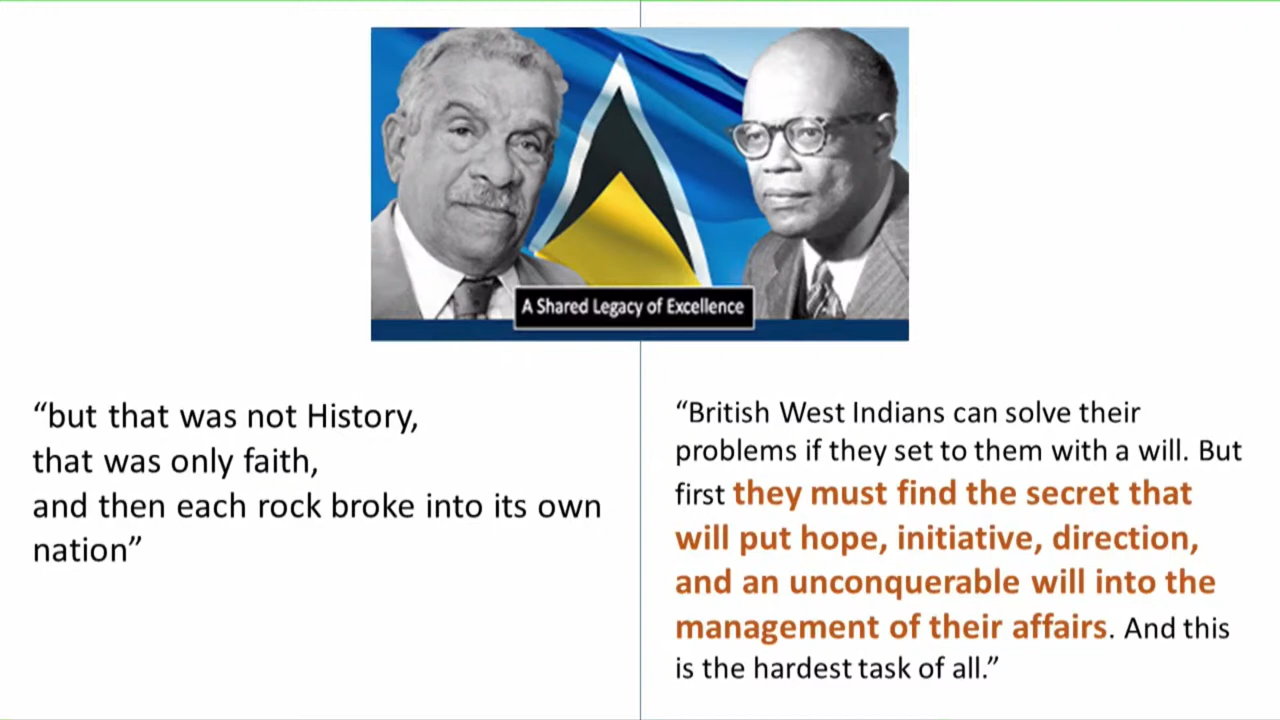 A Shared Legacy of Excellence
“but that was not History,
that was only faith,
and then each rock broke into its own
nation”
“British West Indians can solve their
problems if they set to them with a will. But
first they must find the secret that
will put hope, initiative, direction,
and an unconquerable will into the
management of their affairs. And this
is the hardest task of all.”